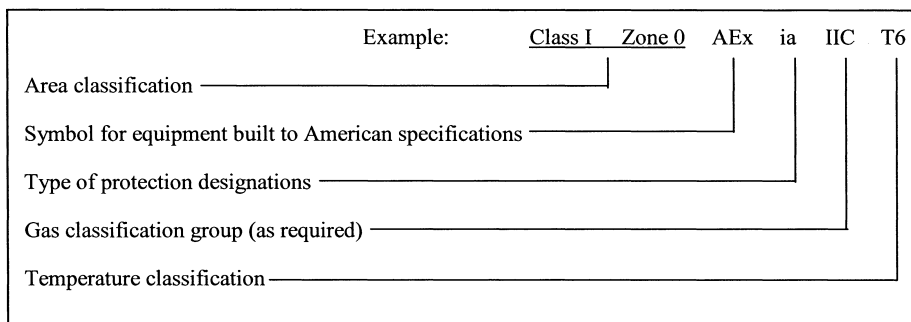 Example: Class I Zone 0 AEx ia IIC T6
Area classification
Symbol for equipment built to American specifications
Type of protection designations
Gas classification group (as required)
Temperature classification